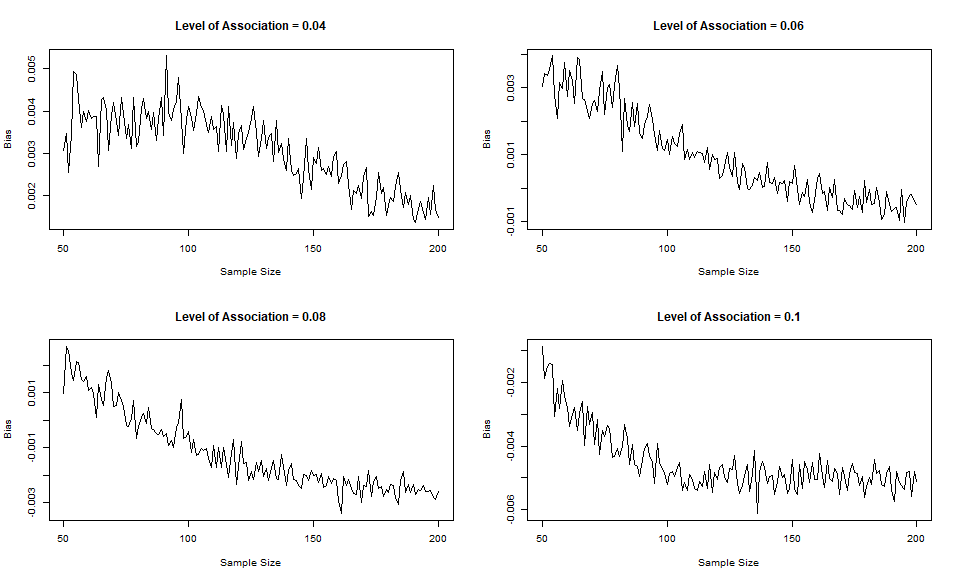 Level of Association = 0.04
Bias
0.005
0.004
0.003
0.002
50 100 150 200
Sample Size
Level of Association = 0.06
Bias
0.003
0.001
-0.001
50 100 150 200
Sample Size
Level of Association = 0.08
Bias
0.001
-0.001
-0.003
50 100 150 200
Sample Size
Level of Association = 0.1
Bias
-0.002
-0.004
-0.006
50 100 150 200
Sample Size